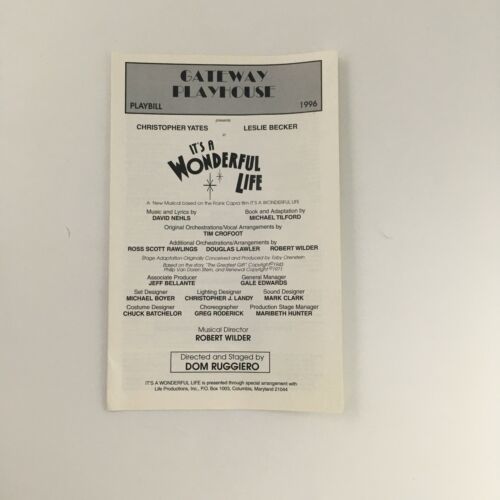 GATEWAY
PLAYHOUSE
PLAYBILL 1996
presents
CHRISTOPHER YATES LESLIE BECKER
in
IT'S A
WONDERFUL
LIFE
A New Musical based on the Frank Capra film IT'S A WONDERFUL LIFE
Music and Lyrics by Book and Adaptation by
DAVID NEHLS MICHAEL TILFORD
Original Orchestrations/Vocal Arrangements by
TIM CROFOOT
Additional Orchestrations/Arrangements by
ROSS SCOTT RAWLINGS DOUGLAS LAWLER ROBERT WILDER
Stage Adaptation Originally Conceived and Produced by Toby Orenstein
Based on the story "The Greatest Gift" Copyright©1943
Philip Van Doren Stern, and Renewed Copyright©1971
Associate Producer General Manager
JEFF BELLANTE GALE EDWARDS
Set Designer Lighting Designer Sound Designer
MICHAEL BOYER CHRISTOPHER J. LANDY MARK CLARK
Costume Designer Choreographer Production Stage Manager
CHUCK BATCHELOR GREG RODERICK MARIBETH HUNTER
Musical Director
ROBERT WILDER
Directed and Staged by
DOM RUGGIERO
IT'S A WONDERFUL LIFE is presented through special arrangement with
Life Productions, Inc., P.O. Box 1003, Columbia, Maryland 21044